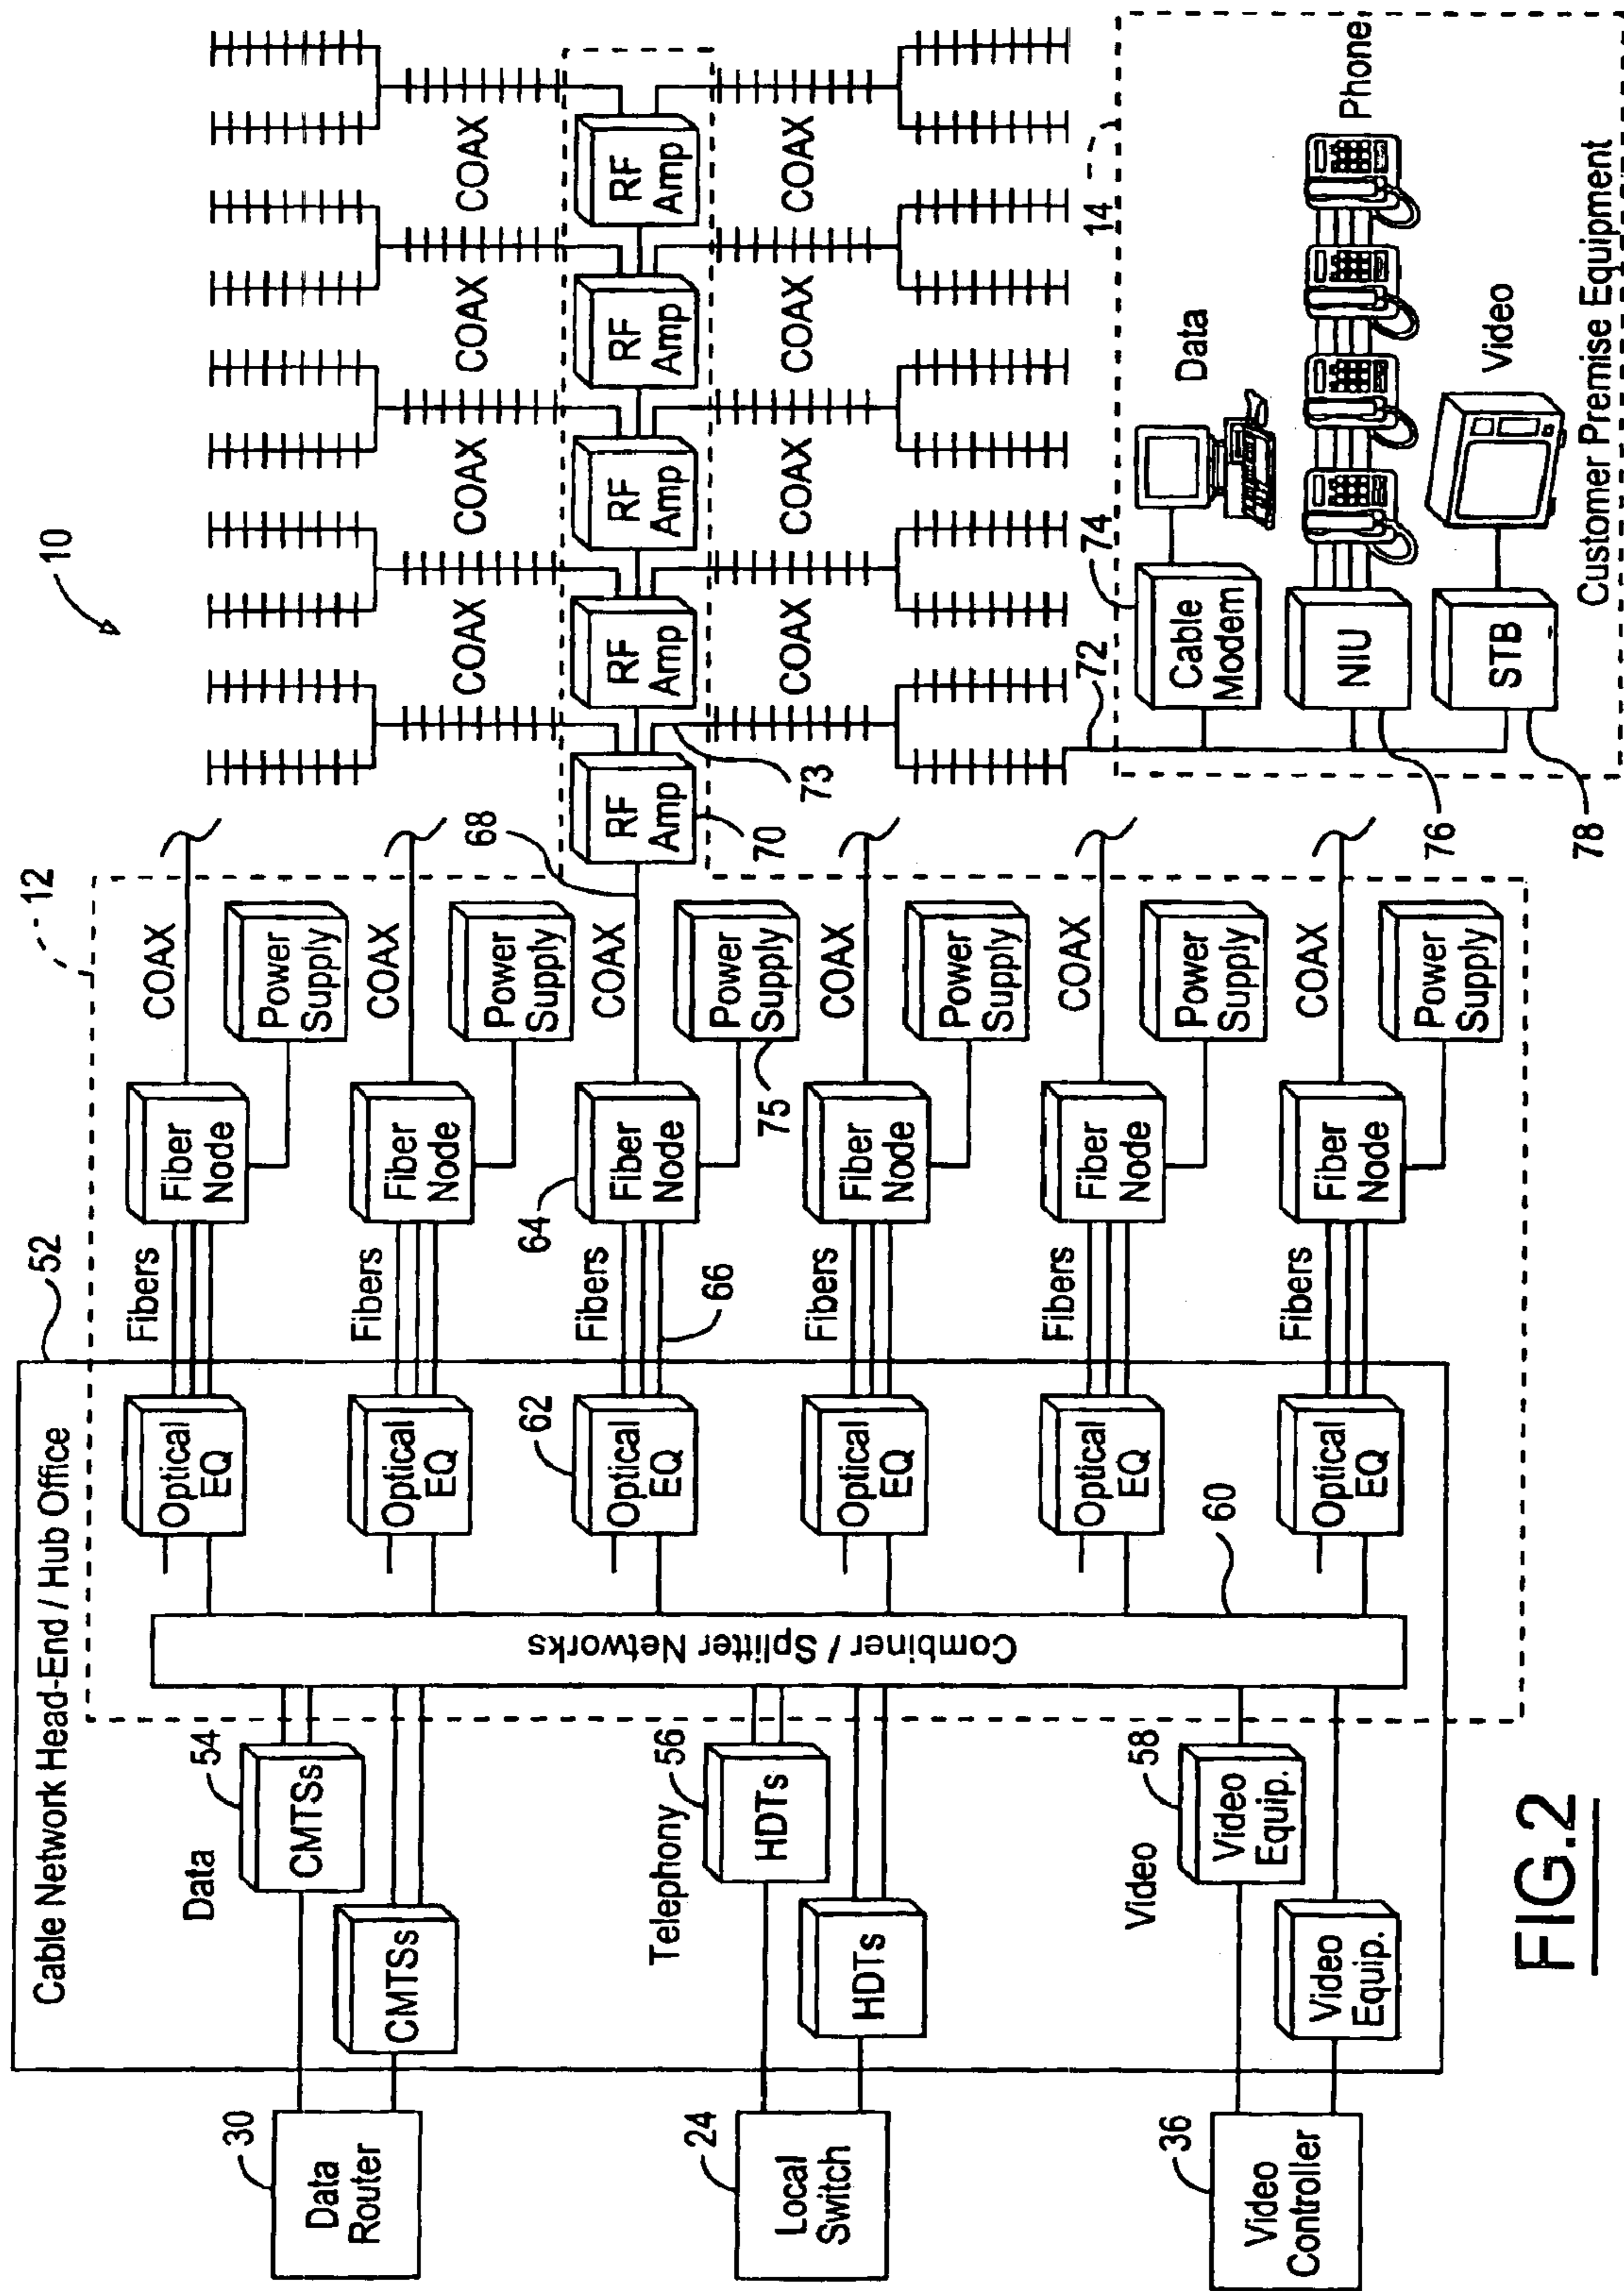 Cable Network Head-End / Hub Office
52
12
10
30
Data
Router
24
Local
Switch
36
Video
Controller
Data
54
CMTSs
CMTSs
Telephony
56
HDTs
HDTs
Video
58
Video
Equip.
Video
Equip.
Combiner / Splitter Networks
60
Optical
EQ
Optical
EQ
62
Optical
EQ
Optical
EQ
Optical
EQ
Optical
EQ
Fibers
Fibers
Fibers
66
Fibers
Fibers
Fibers
Fiber
Node
Fiber
Node
64
Fiber
Node
Fiber
Node
Fiber
Node
Fiber
Node
COAX
Power
Supply
COAX
Power
Supply
COAX
68
Power
Supply
75
COAX
Power
Supply
COAX
Power
Supply
COAX
Power
Supply
COAX
COAX
COAX
COAX
RF
Amp
70
RF
Amp
RF
Amp
RF
Amp
RF
Amp
73
COAX
COAX
COAX
COAX
14
72
74
Cable
Modem
Data
NIU
76
Phone
STB
78
Video
Customer Premise Equipment
FIG.2